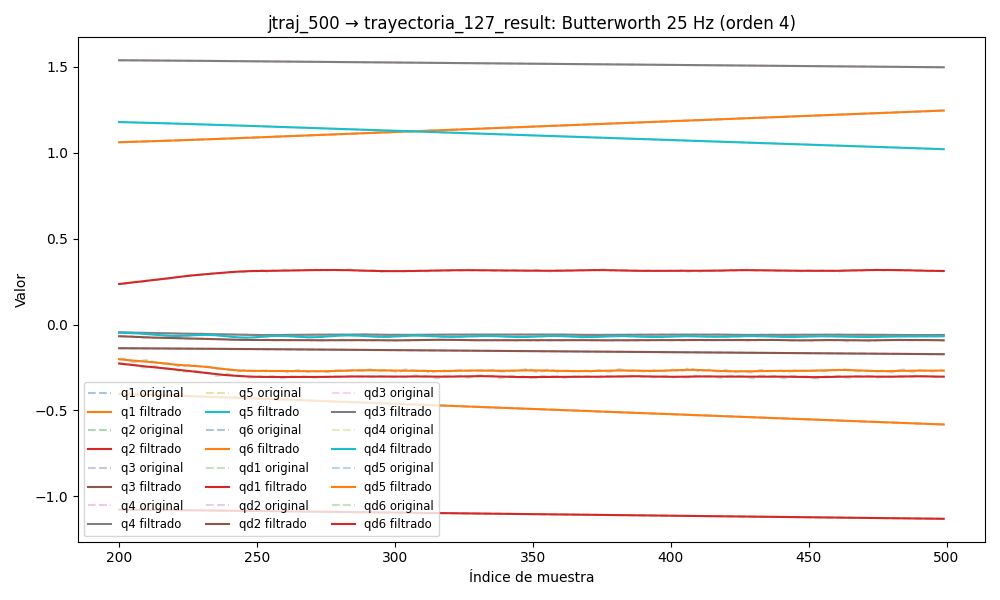 jtraj_500 → trayectoria_127_result: Butterworth 25 Hz (orden 4)
Valor
1.5
1.0
0.5
0.0
−0.5
−1.0
q1 original
q1 filtrado
q2 original
q2 filtrado
q3 original
q3 filtrado
q4 original
q4 filtrado
q5 original
q5 filtrado
q6 original
q6 filtrado
qd1 original
qd1 filtrado
qd2 original
qd2 filtrado
qd3 original
qd3 filtrado
qd4 original
qd4 filtrado
qd5 original
qd5 filtrado
qd6 original
qd6 filtrado
200
250
300
350
400
450
500
Índice de muestra